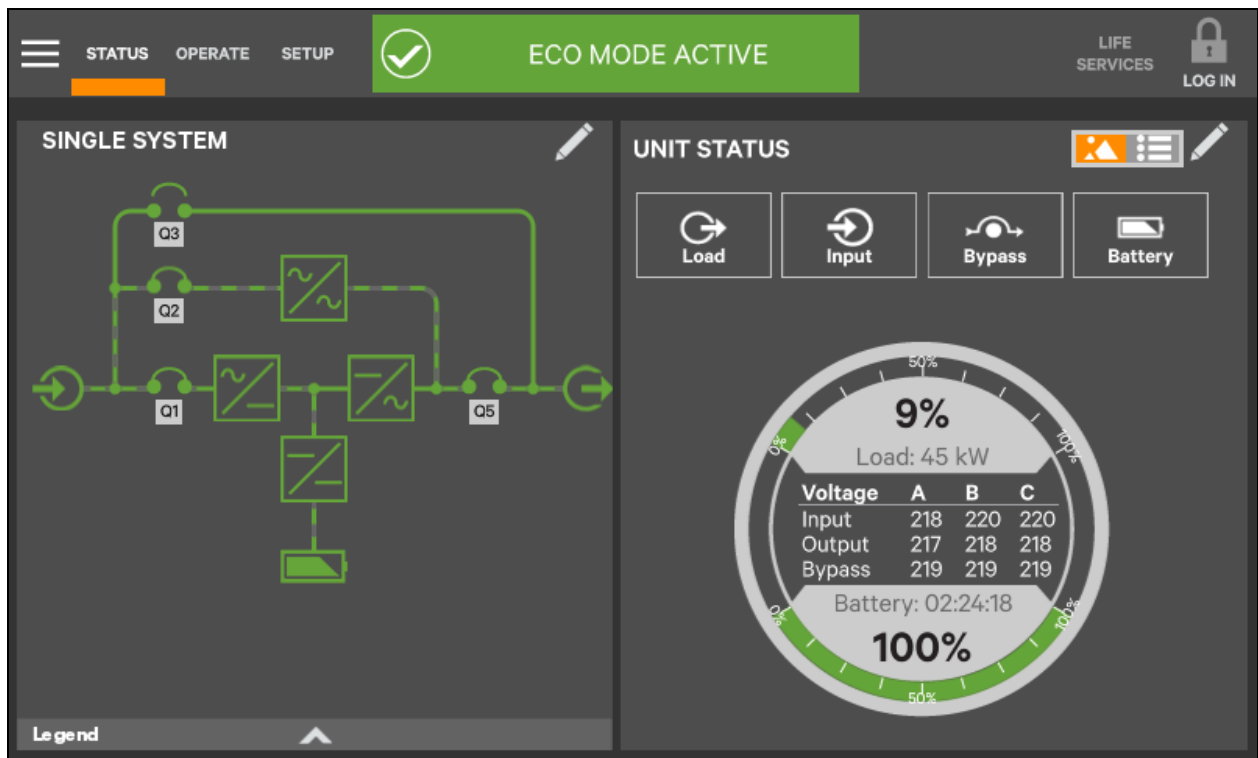 STATUS OPERATE SETUP ECO MODE ACTIVE LIFE SERVICES LOG IN
SINGLE SYSTEM
Q3
Q2
Q1 Q5
Legend
UNIT STATUS
Load Input Bypass Battery
50%
0% 100%
9%
Load: 45 kW
Voltage A B C
Input 218 220 220
Output 217 218 218
Bypass 219 219 219
Battery: 02:24:18
0% 100%
100%
50%